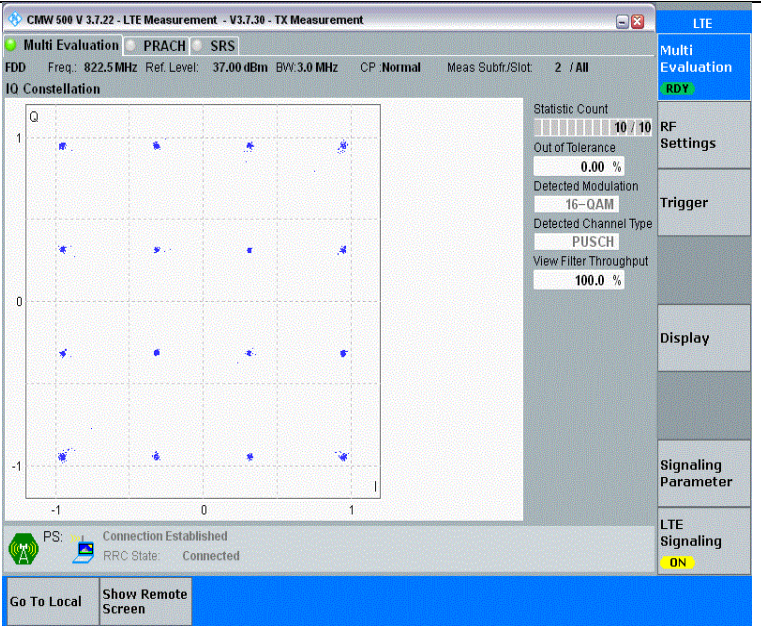 CMW 500 V 3.7.22 - LTE Measurement - V3.7.30 - TX Measurement
LTE
Multi Evaluation PRACH SRS
Multi
Evaluation
RDY
FDD Freq.: 822.5 MHz Ref. Level: 37.00 dBm BW: 3.0 MHz CP :Normal Meas Subfr/Slot: 2 / All
IQ Constellation
Q
1
0
-1
I
-1 0 1
Statistic Count
10 / 10
Out of Tolerance
0.00 %
Detected Modulation
16-QAM
Detected Channel Type
PUSCH
View Filter Throughput
100.0 %
RF
Settings
Trigger
Display
Signaling
Parameter
LTE
Signaling
ON
PS: Connection Established
RRC State: Connected
Go To Local
Show Remote
Screen